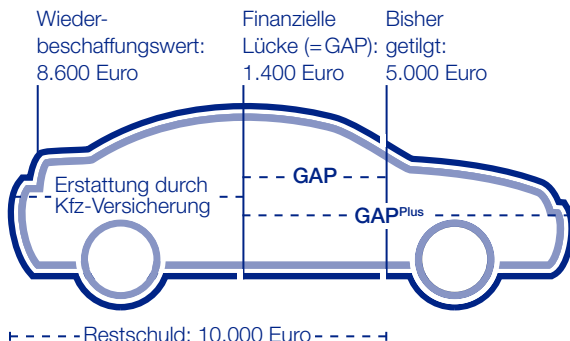 Wieder-
beschaffungswert:
8.600 Euro
Finanzielle
Lücke (=GAP):
1.400 Euro
Bisher
getilgt:
5.000 Euro
Erstattung durch
Kfz-Versicherung
GAP
GAPPlus
Restschuld: 10.000 Euro